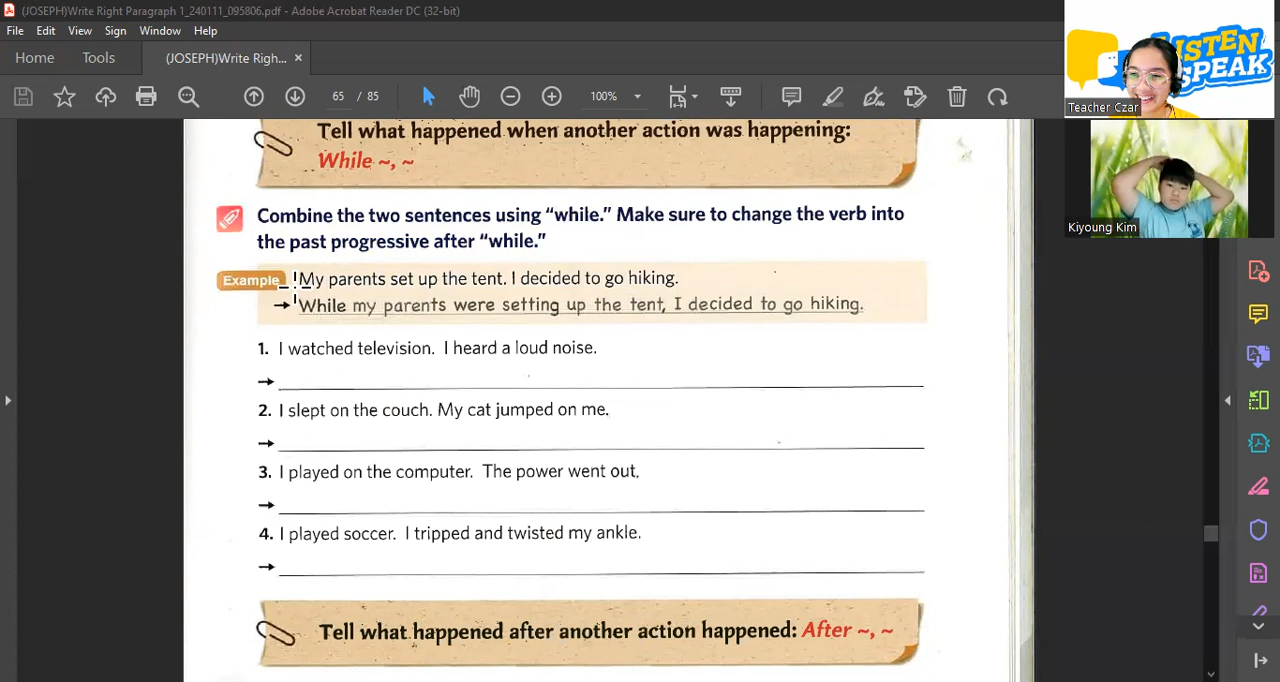 (JOSEPH)Write Right Paragraph 1_240111_095806.pdf - Adobe Acrobat Reader DC (32-bit)
File Edit View Sign Window Help
Home Tools (JOSEPH)Write Righ... ×
65 / 85 100%
LISTEN
SPEAK
Teacher Czar
Kiyoung Kim
Tell what happened when another action was happening:
While ~, ~
Combine the two sentences using “while.” Make sure to change the verb into
the past progressive after “while.”
Example My parents set up the tent. I decided to go hiking.
→ While my parents were setting up the tent, I decided to go hiking.
1. I watched television. I heard a loud noise.
→
2. I slept on the couch. My cat jumped on me.
→
3. I played on the computer. The power went out.
→
4. I played soccer. I tripped and twisted my ankle.
→
Tell what happened after another action happened: After ~, ~